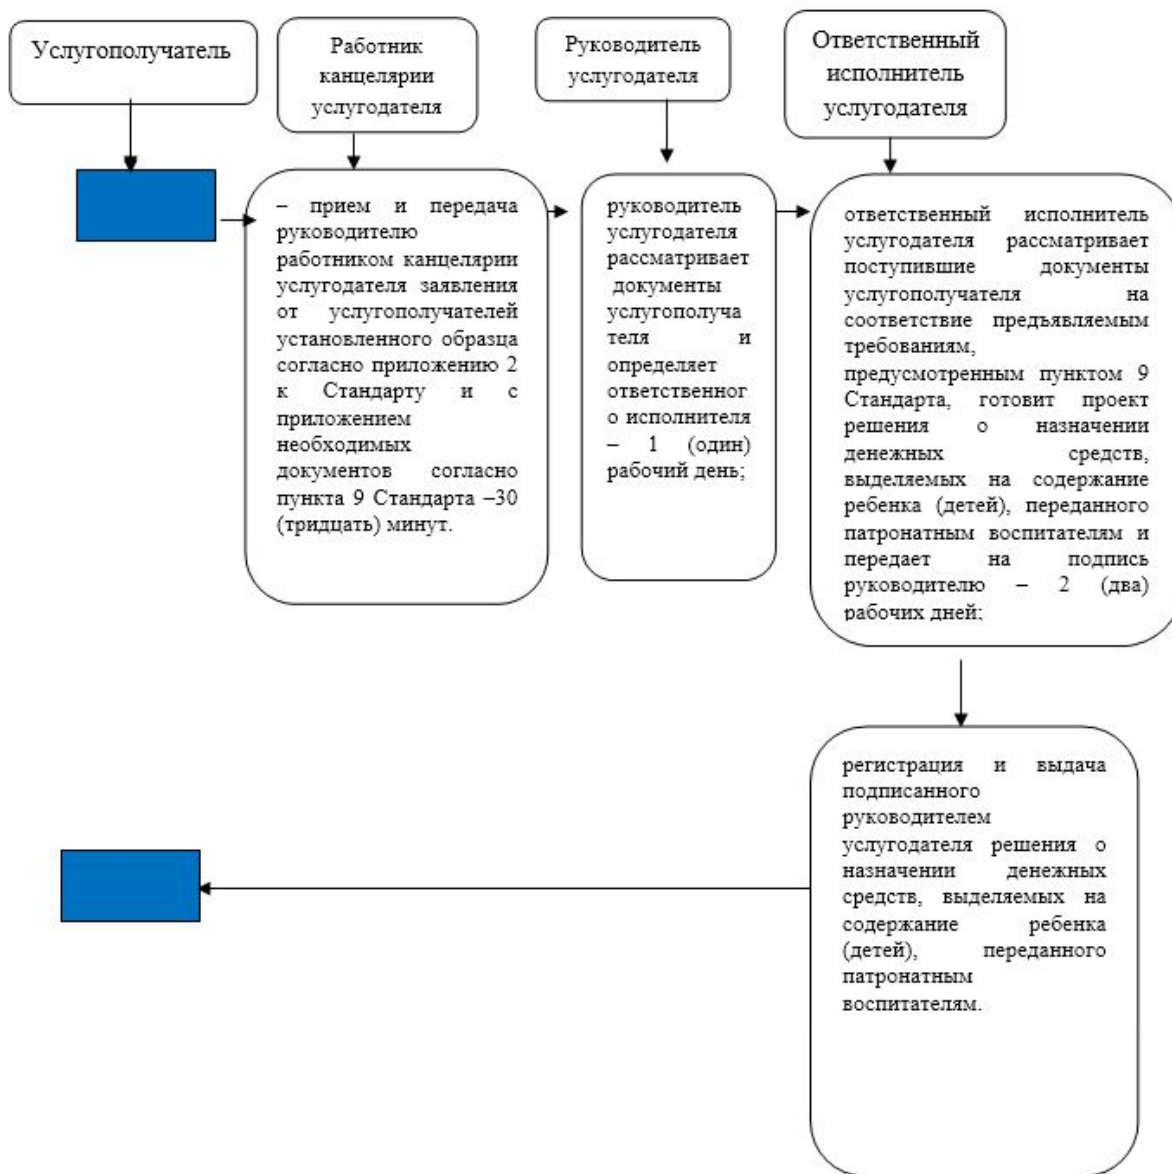 Услугополучатель
Работник
канцелярии
услугодателя
Руководитель
услугодателя
Ответственный
исполнитель
услугодателя
– прием и передача
руководителю
работником канцелярии
услугодателя заявления
от услугополучателей
установленного образца
согласно приложению 2
к Стандарту и с
приложением
необходимых
документов согласно
пункта 9 Стандарта –30
(тридцать) минут.
руководитель
услугодателя
рассматривает
документы
услугополуча
теля и
определяет
ответственног
о исполнителя
– 1 (один)
рабочий день;
ответственный исполнитель
услугодателя рассматривает
поступившие документы
услугополучателя на
соответствие предъявляемым
требованиям,
предусмотренным пунктом 9
Стандарта, готовит проект
решения о назначении
денежных средств,
выделяемых на содержание
ребенка (детей), переданного
патронатным воспитателям и
передает на подпись
руководителю – 2 (два)
рабочих дней;
регистрация и выдача
подписанного
руководителем
услугодателя решения о
назначении денежных
средств, выделяемых на
содержание ребенка
(детей), переданного
патронатным
воспитателям.